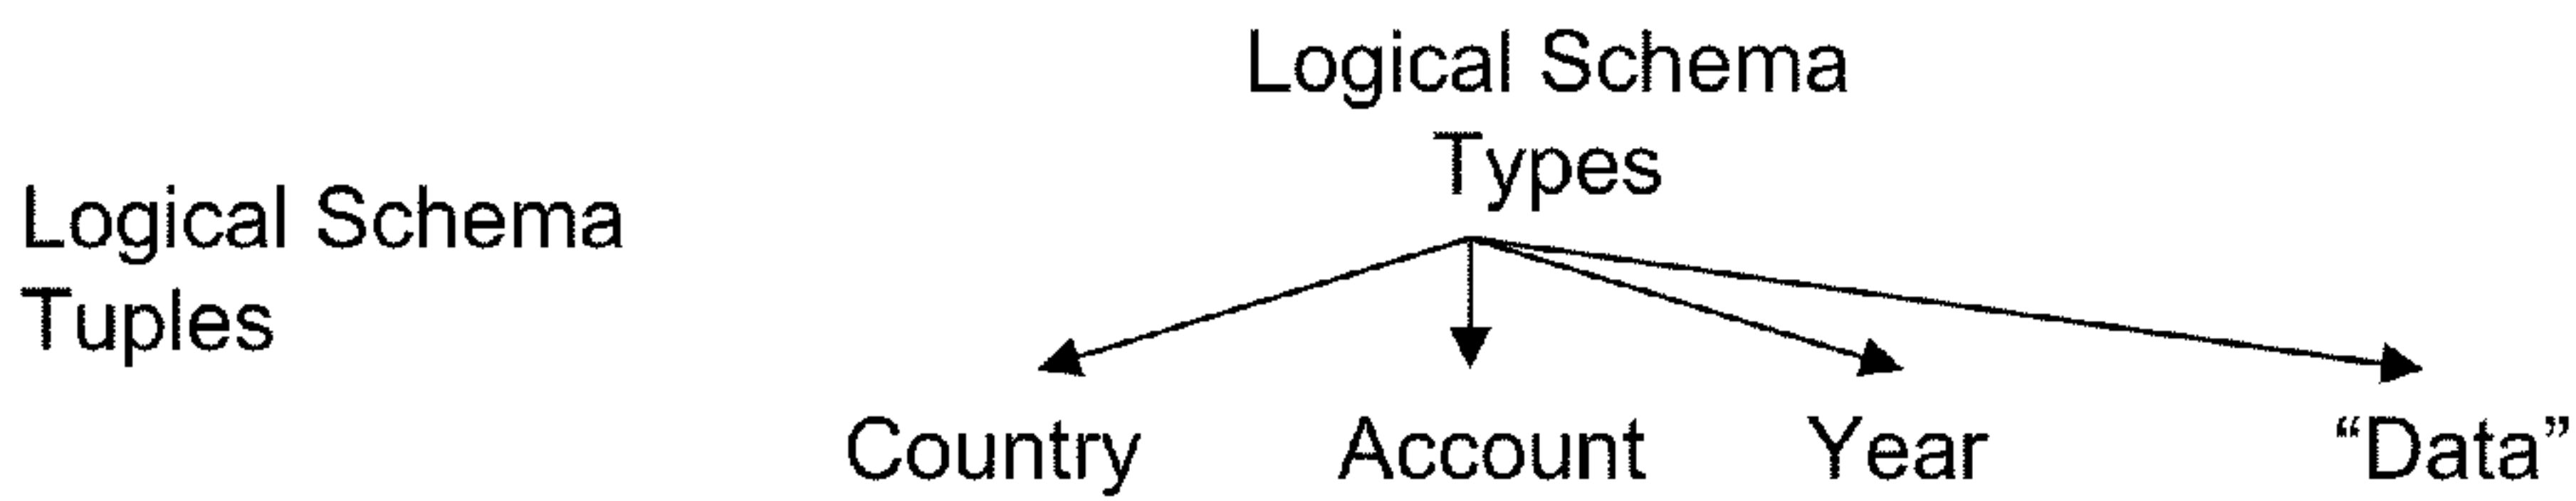 Logical Schema
Types
Logical Schema
Tuples
Country Account Year “Data”